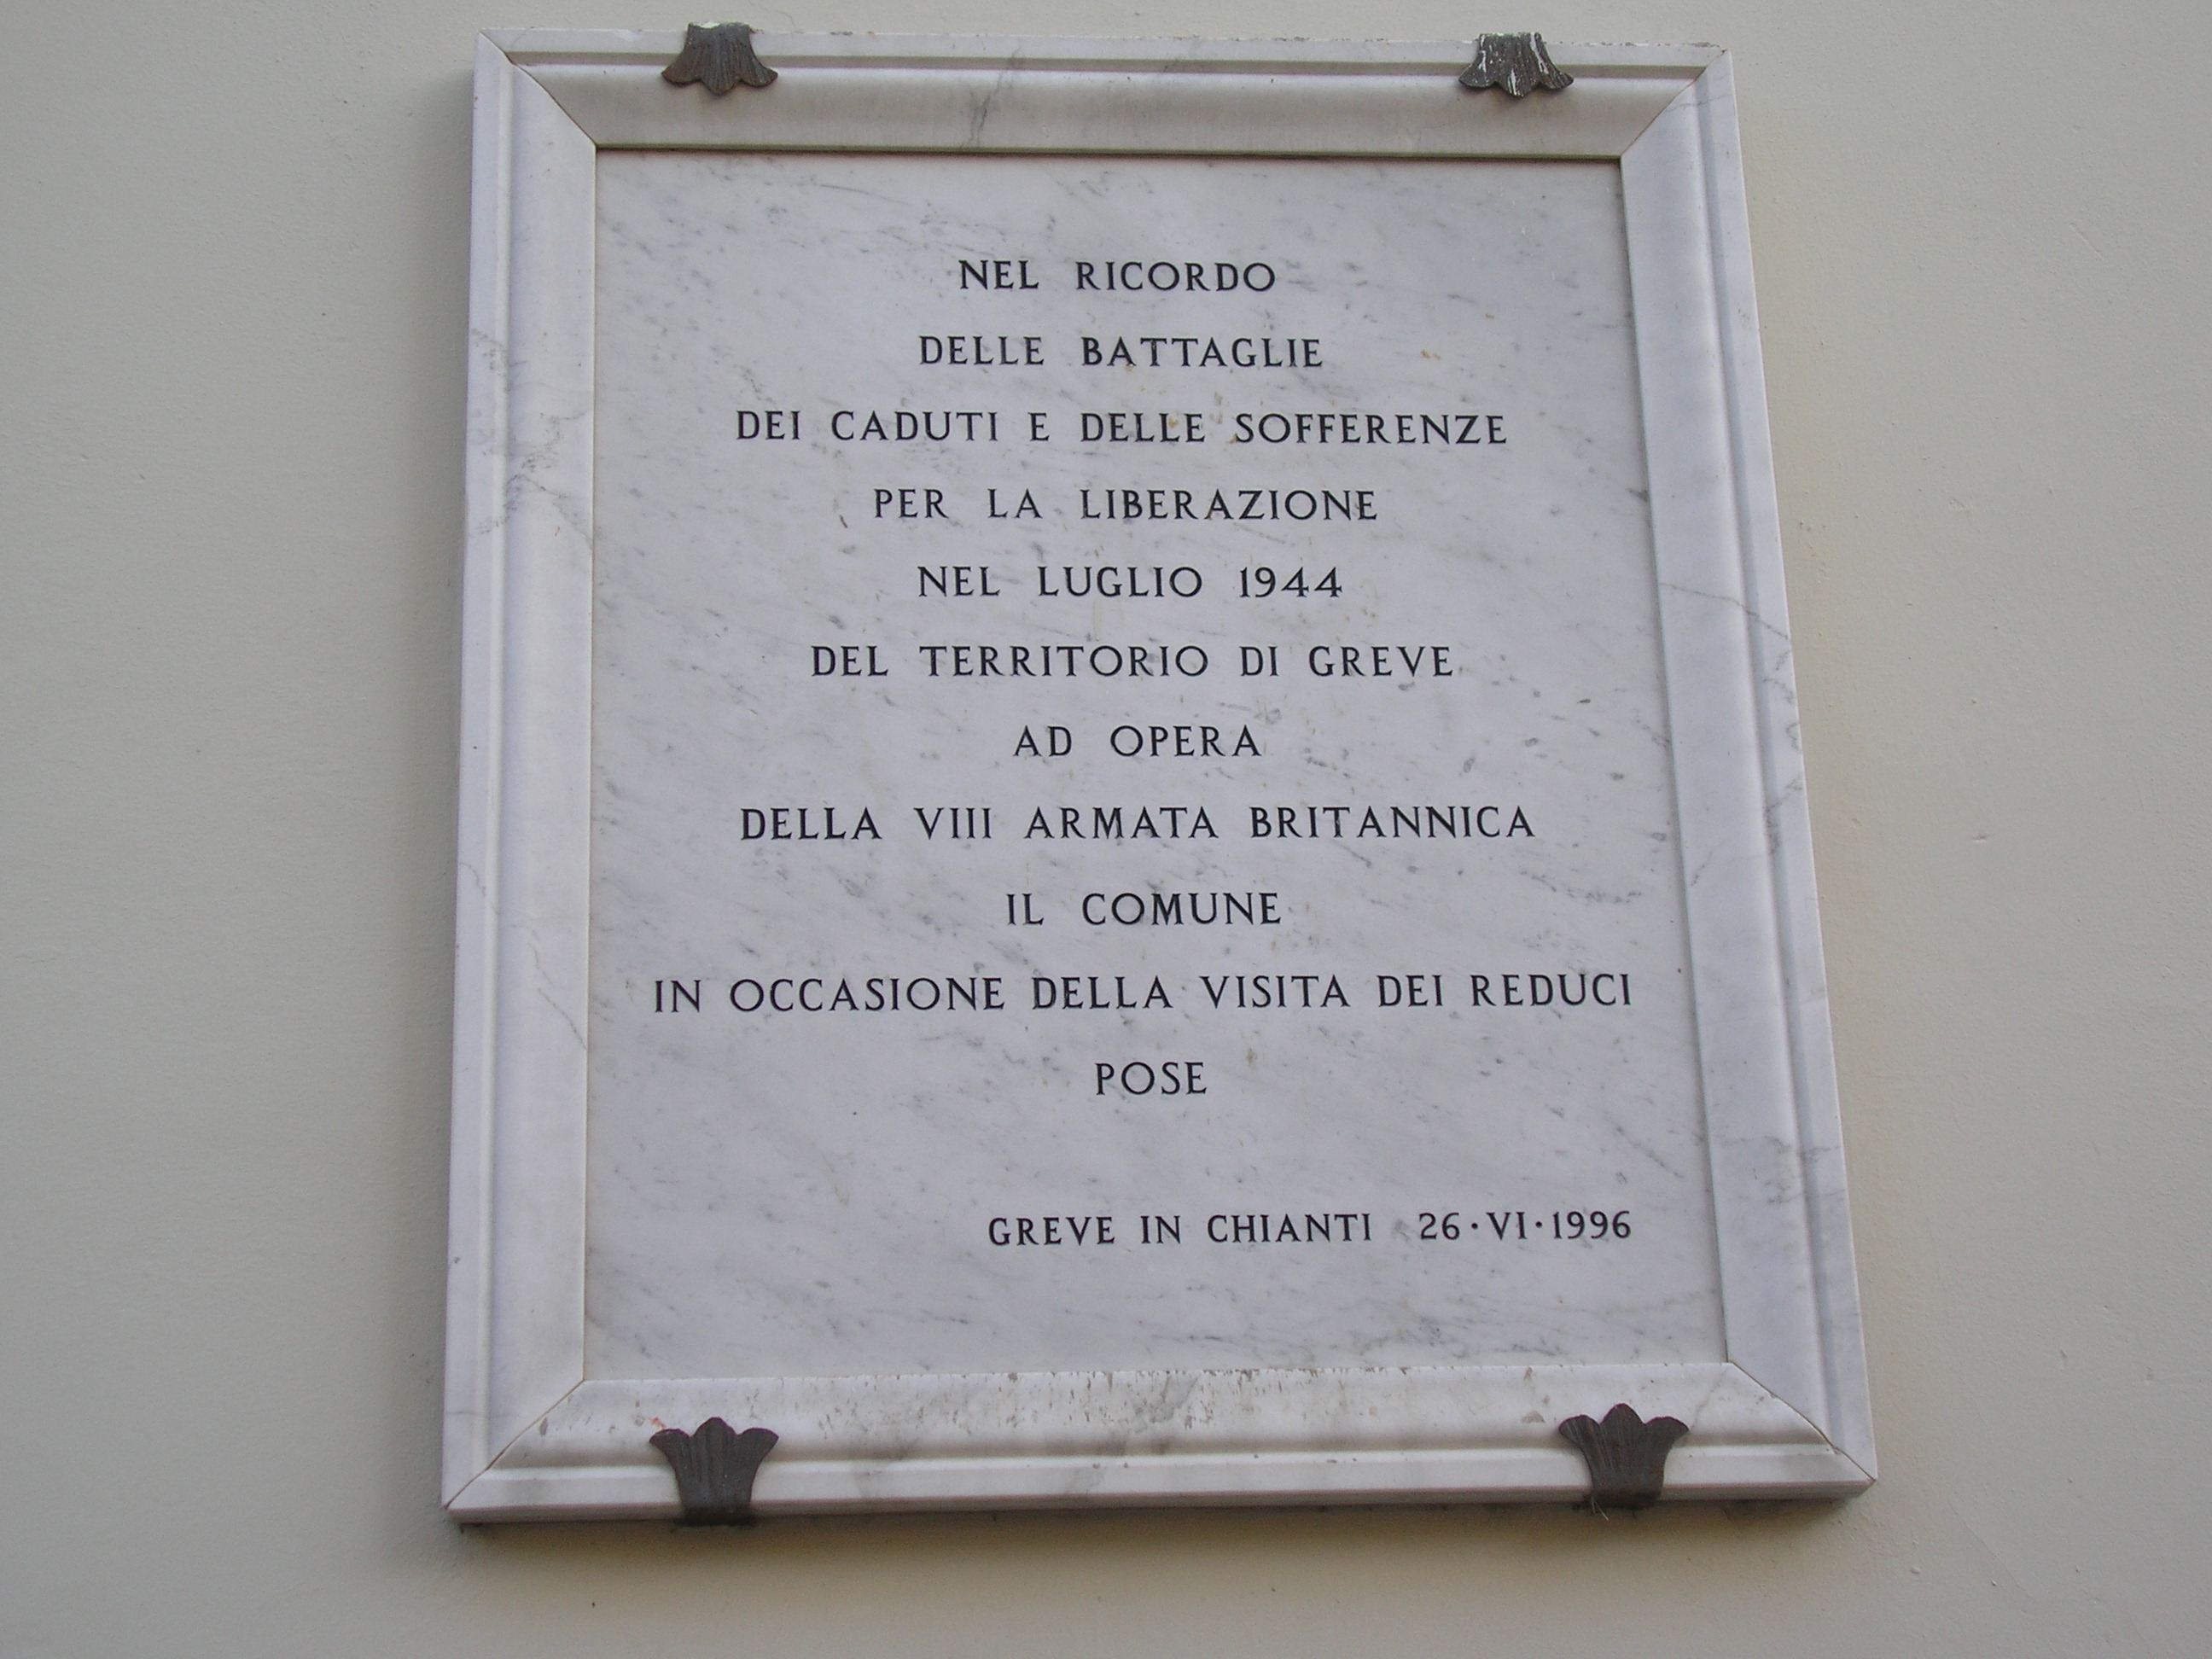 NEL RICORDO
DELLE BATTAGLIE
DEI CADUTI E DELLE SOFFERENZE
PER LA LIBERAZIONE
NEL LUGLIO 1944
DEL TERRITORIO DI GREVE
AD OPERA
DELLA VIII ARMATA BRITANNICA
IL COMUNE
IN OCCASIONE DELLA VISITA DEI REDUCI
POSE
GREVE IN CHIANTI 26·VI·1996